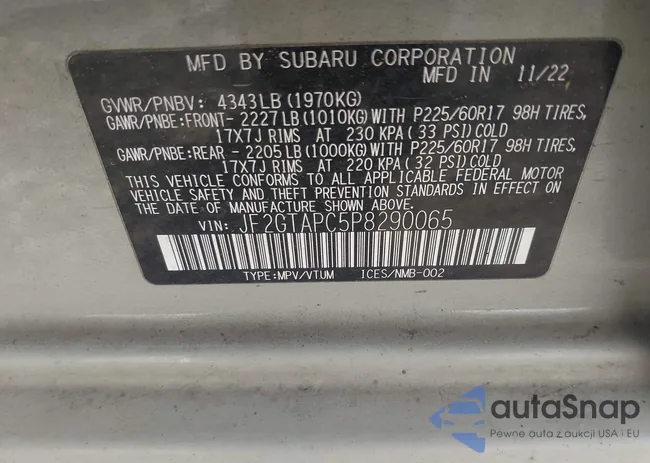 MFD BY SUBARU CORPORATION
MFD IN 11/22
GVWR/PNBV: 4343LB(1970KG)
GAWR/PNBE:FRONT- 2227LB(1010KG)WITH P225/60R17 98H TIRES,
17X7J RIMS AT 230 KPA(33 PSI)COLD
GAWR/PNBE:REAR - 2205LB(1000KG)WITH P225/60R17 98H TIRES,
17X7J RIMS AT 220 KPA(32 PSI)COLD
THIS VEHICLE CONFORMS TO ALL APPLICABLE FEDERAL MOTOR
VEHICLE SAFETY AND THEFT PREVENTION STANDARDS IN EFFECT ON
THE DATE OF MANUFACTURE SHOWN ABOVE.
VIN: JF2GTAPC5P8290065
TYPE:MPV/VTUM ICES/NMB-002
autaSnap
Pewne auta z aukcji USA i EU